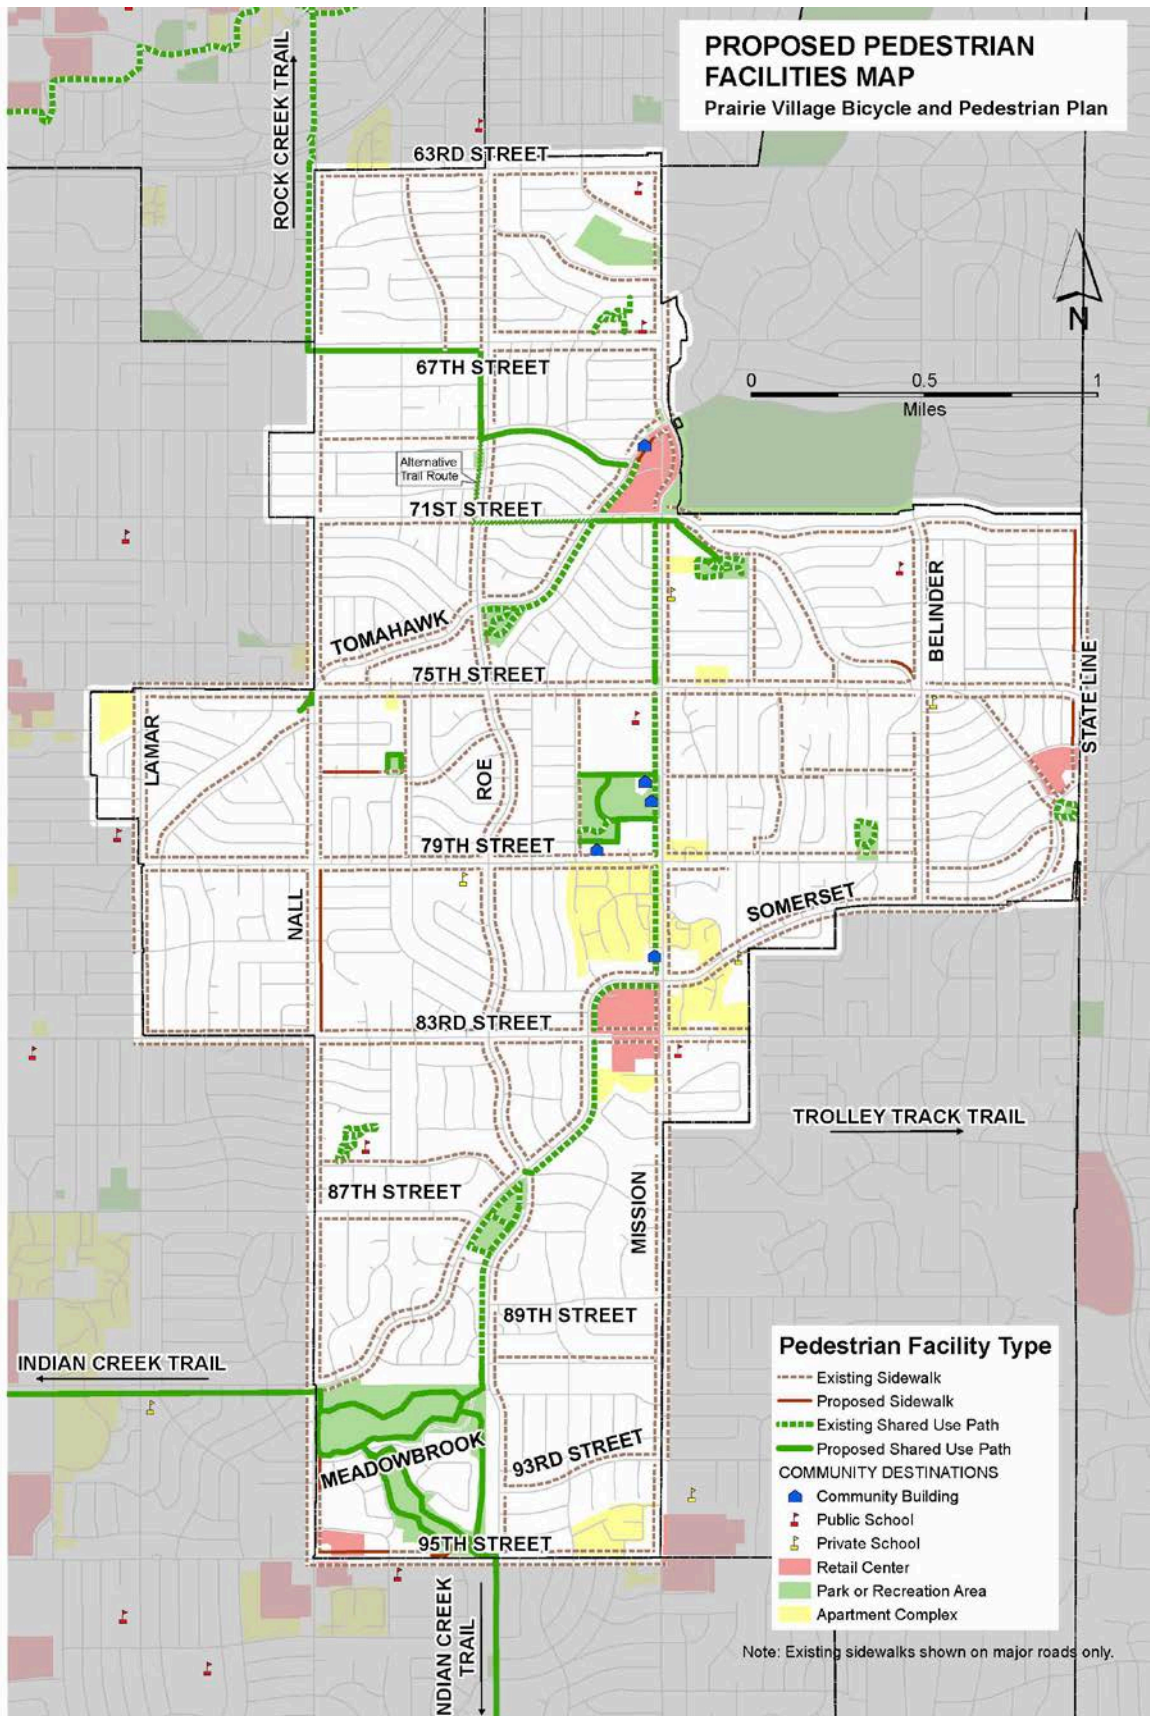 PROPOSED PEDESTRIAN
FACILITIES MAP
Prairie Village Bicycle and Pedestrian Plan
ROCK CREEK TRAIL
63RD STREET
N
67TH STREET
0 0.5 1
Miles
Alternative
Trail Route
71ST STREET
BELINDER
TOMAHAWK
75TH STREET
STATE LINE
LAMAR
ROE
79TH STREET
NALL
SOMERSET
83RD STREET
TROLLEY TRACK TRAIL
87TH STREET
MISSION
89TH STREET
INDIAN CREEK TRAIL
MEADOWBROOK
93RD STREET
95TH STREET
NDIAN CREEK
TRAIL
Pedestrian Facility Type
Existing Sidewalk
Proposed Sidewalk
Existing Shared Use Path
Proposed Shared Use Path
COMMUNITY DESTINATIONS
Community Building
Public School
Private School
Retail Center
Park or Recreation Area
Apartment Complex
Note: Existing sidewalks shown on major roads only.